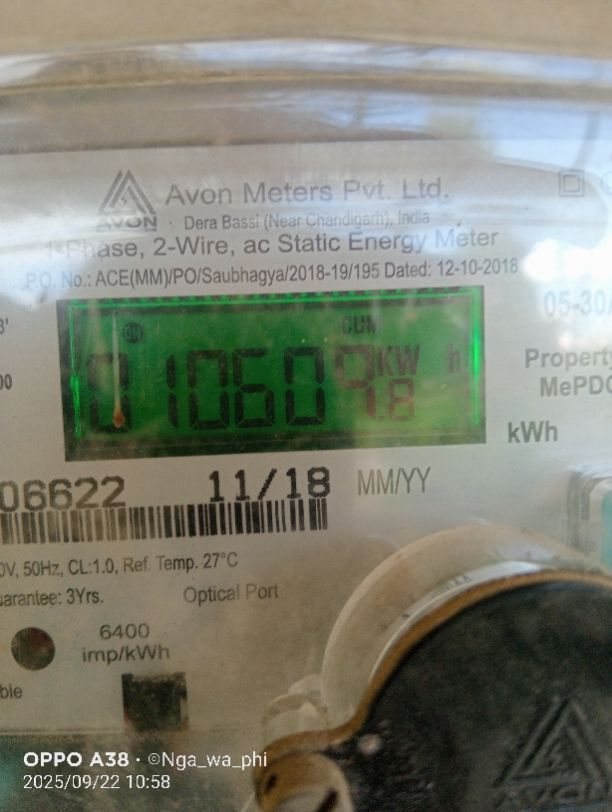 Avon Meters Pvt. Ltd.
AVON
Dera Bassi (Near Chandigarh), India
1-Phase, 2-Wire, ac Static Energy Meter
P.O. No.: ACE(MM)/PO/Saubhagya/2018-19/195 Dated: 12-10-2018
05-30
CUM
010609.8 KW h
Property
MePDC
kWh
06622 11/18 MM/YY
0V, 50Hz, CL:1.0, Ref. Temp. 27°C
uarantee: 3Yrs. Optical Port
6400
imp/kWh
ble
AVON
OPPO A38 · ©Nga_wa_phi
2025/09/22 10:58